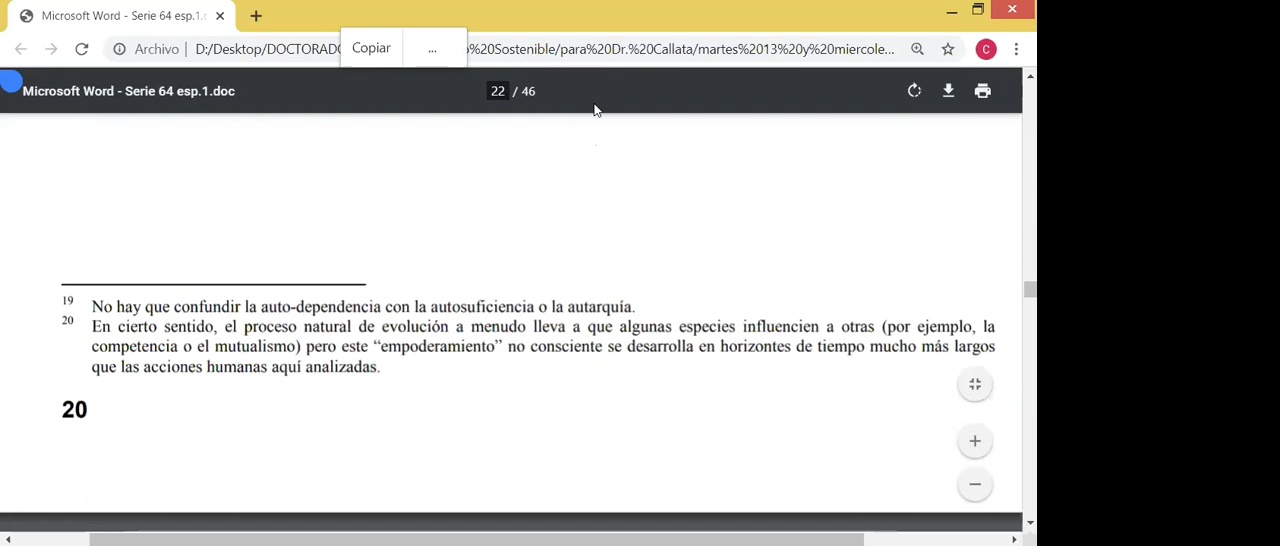 Microsoft Word - Serie 64 esp.1.d
Copiar
...
Archivo
D:/Desktop/DOCTORADO
%20Sostenible/para%20Dr.%20Callata/martes%2013%20y%20miercole...
C
Microsoft Word - Serie 64 esp.1.doc
22 / 46
19 No hay que confundir la auto-dependencia con la autosuficiencia o la autarquía.
20 En cierto sentido, el proceso natural de evolución a menudo lleva a que algunas especies influencien a otras (por ejemplo, la
competencia o el mutualismo) pero este “empoderamiento” no consciente se desarrolla en horizontes de tiempo mucho más largos
que las acciones humanas aquí analizadas.
20